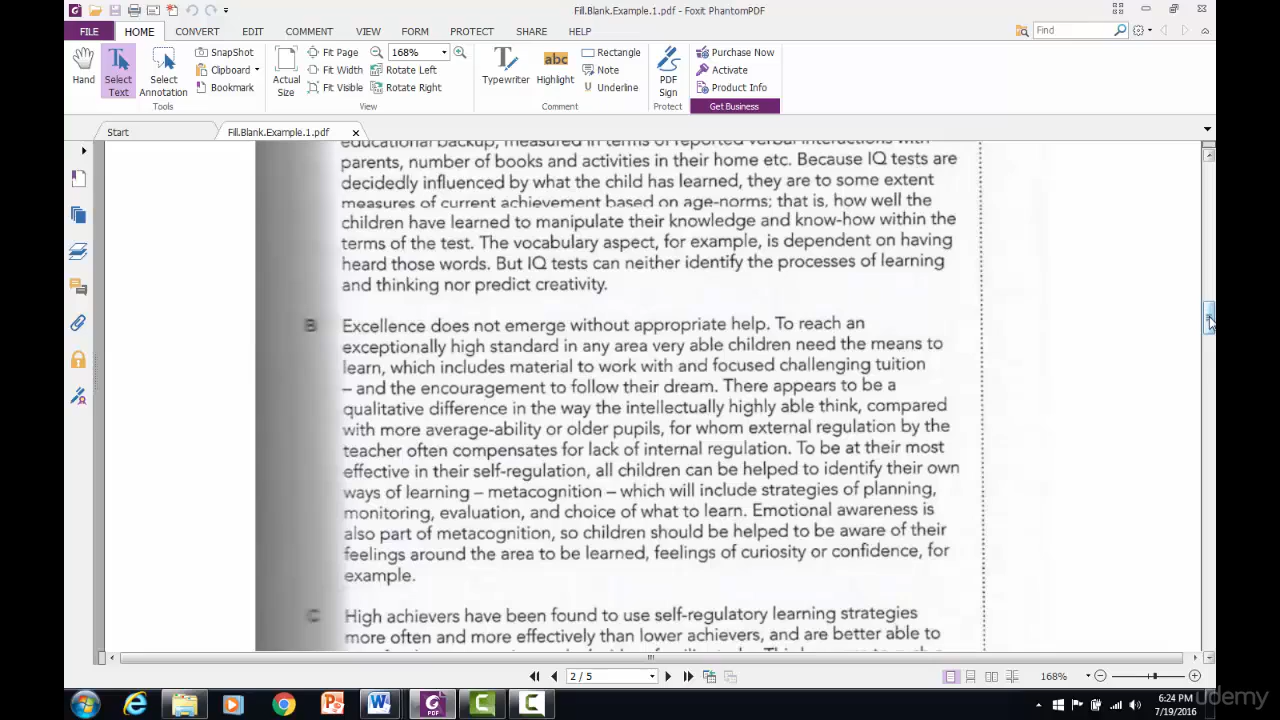 Fill.Blank.Example.1.pdf - Foxit PhantomPDF
FILE HOME CONVERT EDIT COMMENT VIEW FORM PROTECT SHARE HELP Find
Hand Select Text Select Annotation SnapShot Clipboard Bookmark Tools
Actual Size Fit Page Fit Width Fit Visible 168% Rotate Left Rotate Right View
Typewriter abc Highlight Rectangle Note Underline Comment
PDF Sign Protect
Purchase Now Activate Product Info Get Business
Start Fill.Blank.Example.1.pdf
educational backup, measured in terms of reported verbal interactions with
parents, number of books and activities in their home etc. Because IQ tests are
decidedly influenced by what the child has learned, they are to some extent
measures of current achievement based on age-norms; that is, how well the
children have learned to manipulate their knowledge and know-how within the
terms of the test. The vocabulary aspect, for example, is dependent on having
heard those words. But IQ tests can neither identify the processes of learning
and thinking nor predict creativity.
B Excellence does not emerge without appropriate help. To reach an
exceptionally high standard in any area very able children need the means to
learn, which includes material to work with and focused challenging tuition
– and the encouragement to follow their dream. There appears to be a
qualitative difference in the way the intellectually highly able think, compared
with more average-ability or older pupils, for whom external regulation by the
teacher often compensates for lack of internal regulation. To be at their most
effective in their self-regulation, all children can be helped to identify their own
ways of learning – metacognition – which will include strategies of planning,
monitoring, evaluation, and choice of what to learn. Emotional awareness is
also part of metacognition, so children should be helped to be aware of their
feelings around the area to be learned, feelings of curiosity or confidence, for
example.
C High achievers have been found to use self-regulatory learning strategies
more often and more effectively than lower achievers, and are better able to
2 / 5 168%
6:24 PM
7/19/2016
udemy